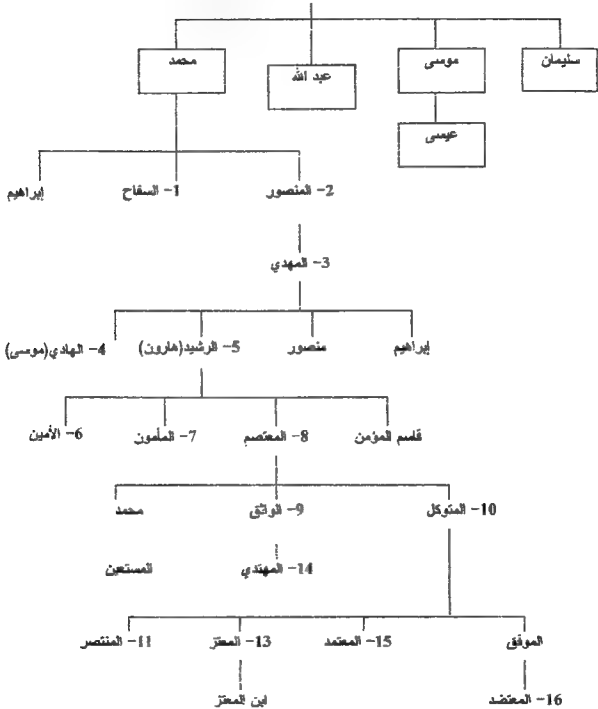 سليمان
موسى
عبد الله
محمد
عيسى
2- المنصور
1- السفاح
إبراهيم
3- المهدي
إبراهيم
منصور
5- الرشيد(هارون)
4- الهادي(موسى)
قاسم المؤمن
8- المعتصم
7- المأمون
6- الأمين
10- المتوكل
9- الواثق
محمد
14- المهتدي
المستعين
الموفق
15- المعتمد
13- المعتز
11- المنتصر
16- المعتضد
ابن المعتز